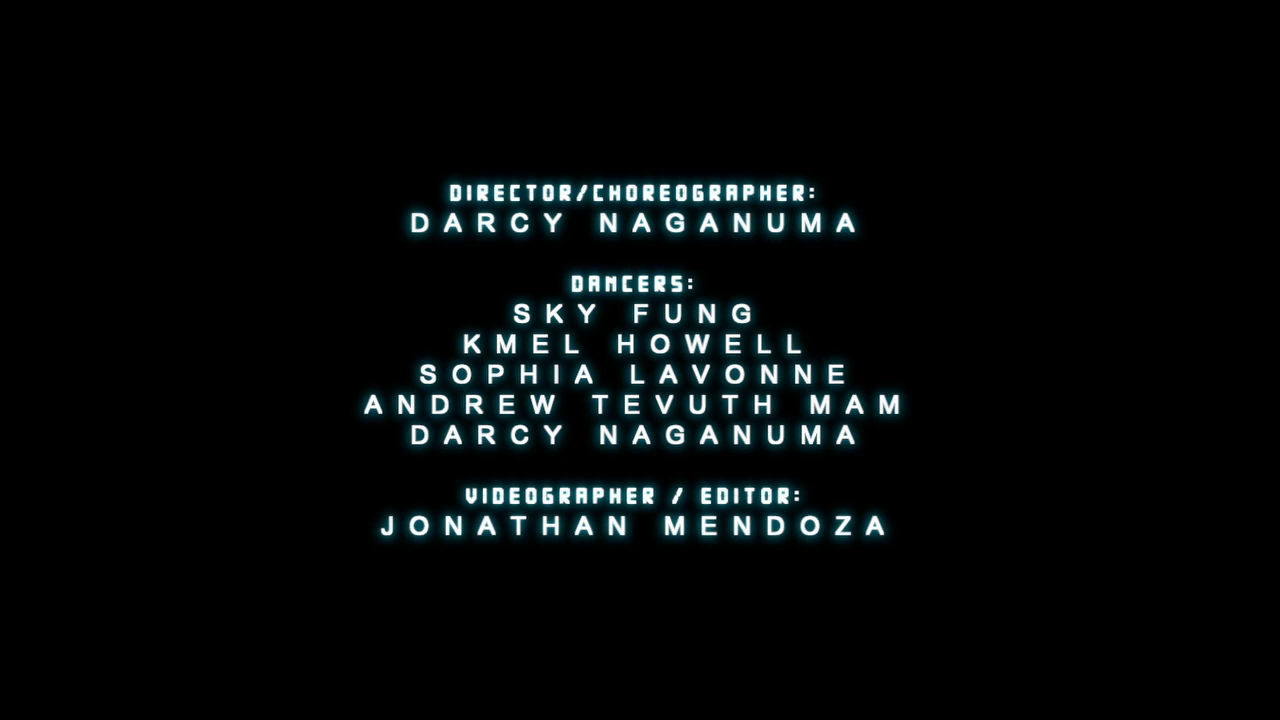 DIRECTOR/CHOREOGRAPHER:
DARCY NAGANUMA
DANCERS:
SKY FUNG
KMEL HOWELL
SOPHIA LAVONNE
ANDREW TEVUTH MAM
DARCY NAGANUMA
VIDEOGRAPHER / EDITOR:
JONATHAN MENDOZA